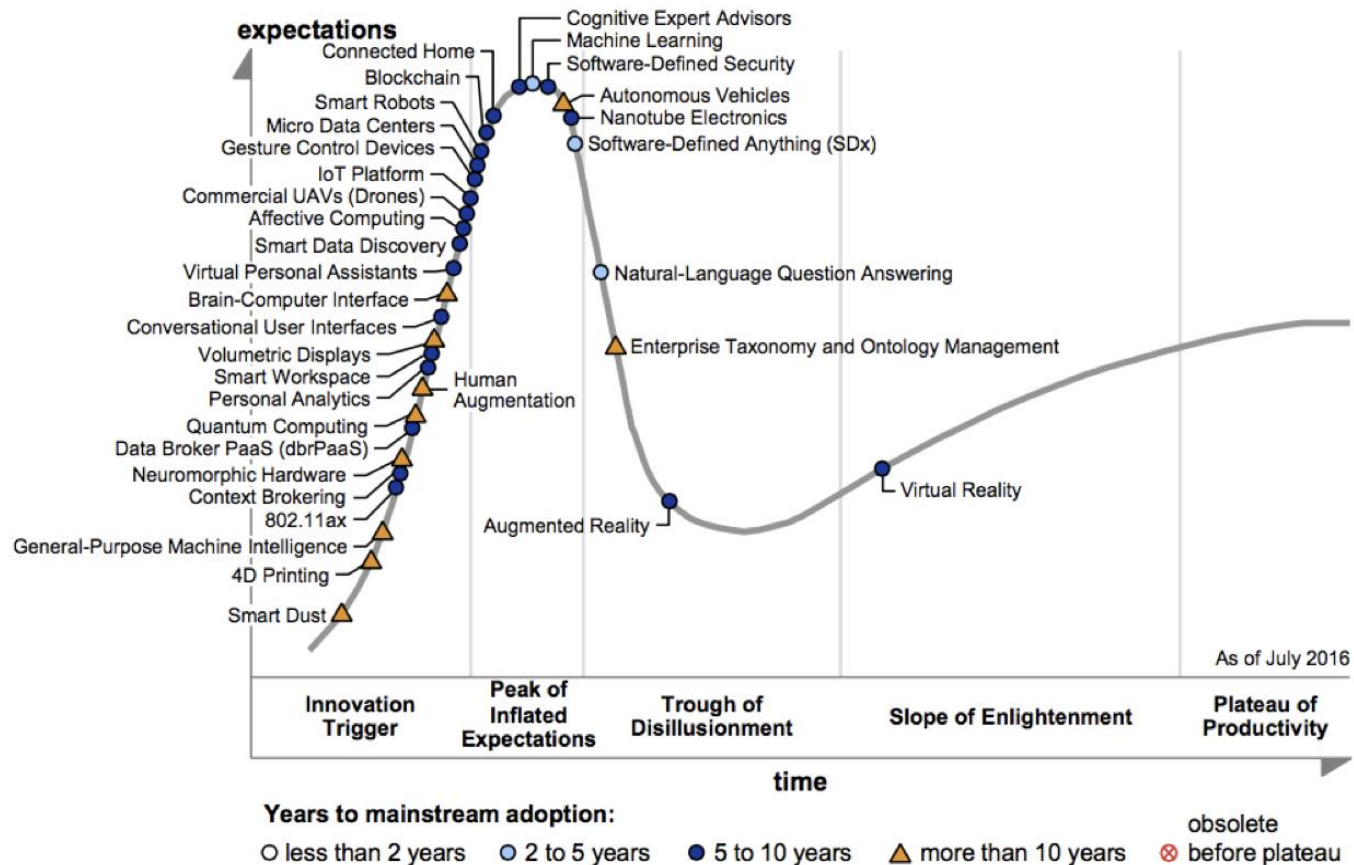 expectations
Connected Home
Blockchain
Smart Robots
Micro Data Centers
Gesture Control Devices
IoT Platform
Commercial UAVs (Drones)
Affective Computing
Smart Data Discovery
Virtual Personal Assistants
Brain-Computer Interface
Conversational User Interfaces
Volumetric Displays
Smart Workspace
Personal Analytics
Quantum Computing
Data Broker PaaS (dbrPaaS)
Neuromorphic Hardware
Context Brokering
802.11ax
General-Purpose Machine Intelligence
4D Printing
Smart Dust
Human
Augmentation
Cognitive Expert Advisors
Machine Learning
Software-Defined Security
Autonomous Vehicles
Nanotube Electronics
Software-Defined Anything (SDx)
Natural-Language Question Answering
Enterprise Taxonomy and Ontology Management
Augmented Reality
Virtual Reality
As of July 2016
Innovation
Trigger
Peak of
Inflated
Expectations
Trough of
Disillusionment
Slope of Enlightenment
Plateau of
Productivity
time
Years to mainstream adoption:
less than 2 years
2 to 5 years
5 to 10 years
more than 10 years
obsolete
before plateau